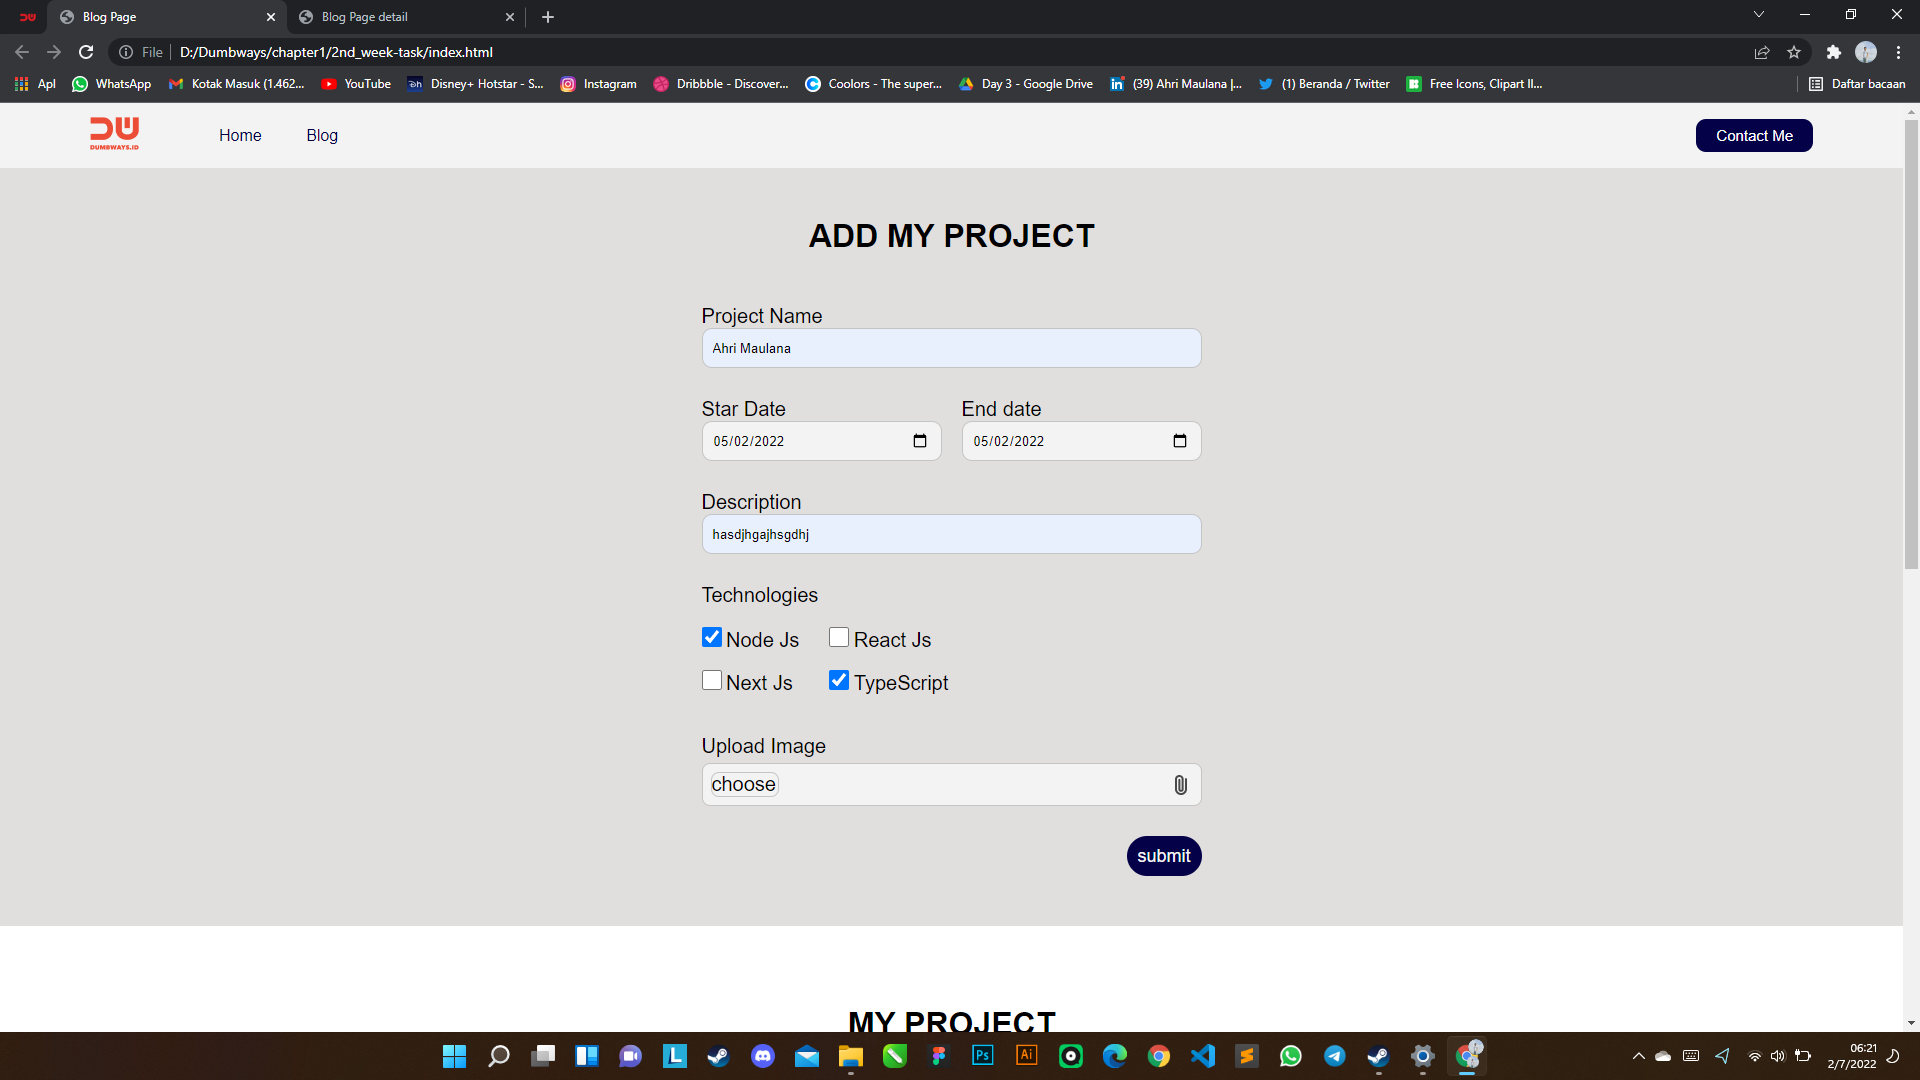 Blog Page
Blog Page detail
File
D:/Dumbways/chapter1/2nd_week-task/index.html
Apl
WhatsApp
Kotak Masuk (1.462...
YouTube
Disney+ Hotstar - S...
Instagram
Dribbble - Discover...
Coolors - The super...
Day 3 - Google Drive
(39) Ahri Maulana |...
(1) Beranda / Twitter
Free Icons, Clipart Il...
Daftar bacaan
DW
DUMBWAYS.ID
Home
Blog
Contact Me
ADD MY PROJECT
Project Name
Ahri Maulana
Star Date
End date
05/02/2022
05/02/2022
Description
hasdjhgajhsgdhj
Technologies
Node Js
React Js
Next Js
TypeScript
Upload Image
choose
submit
MY PROJECT
L
Ps
Ai
06:21
2/7/2022